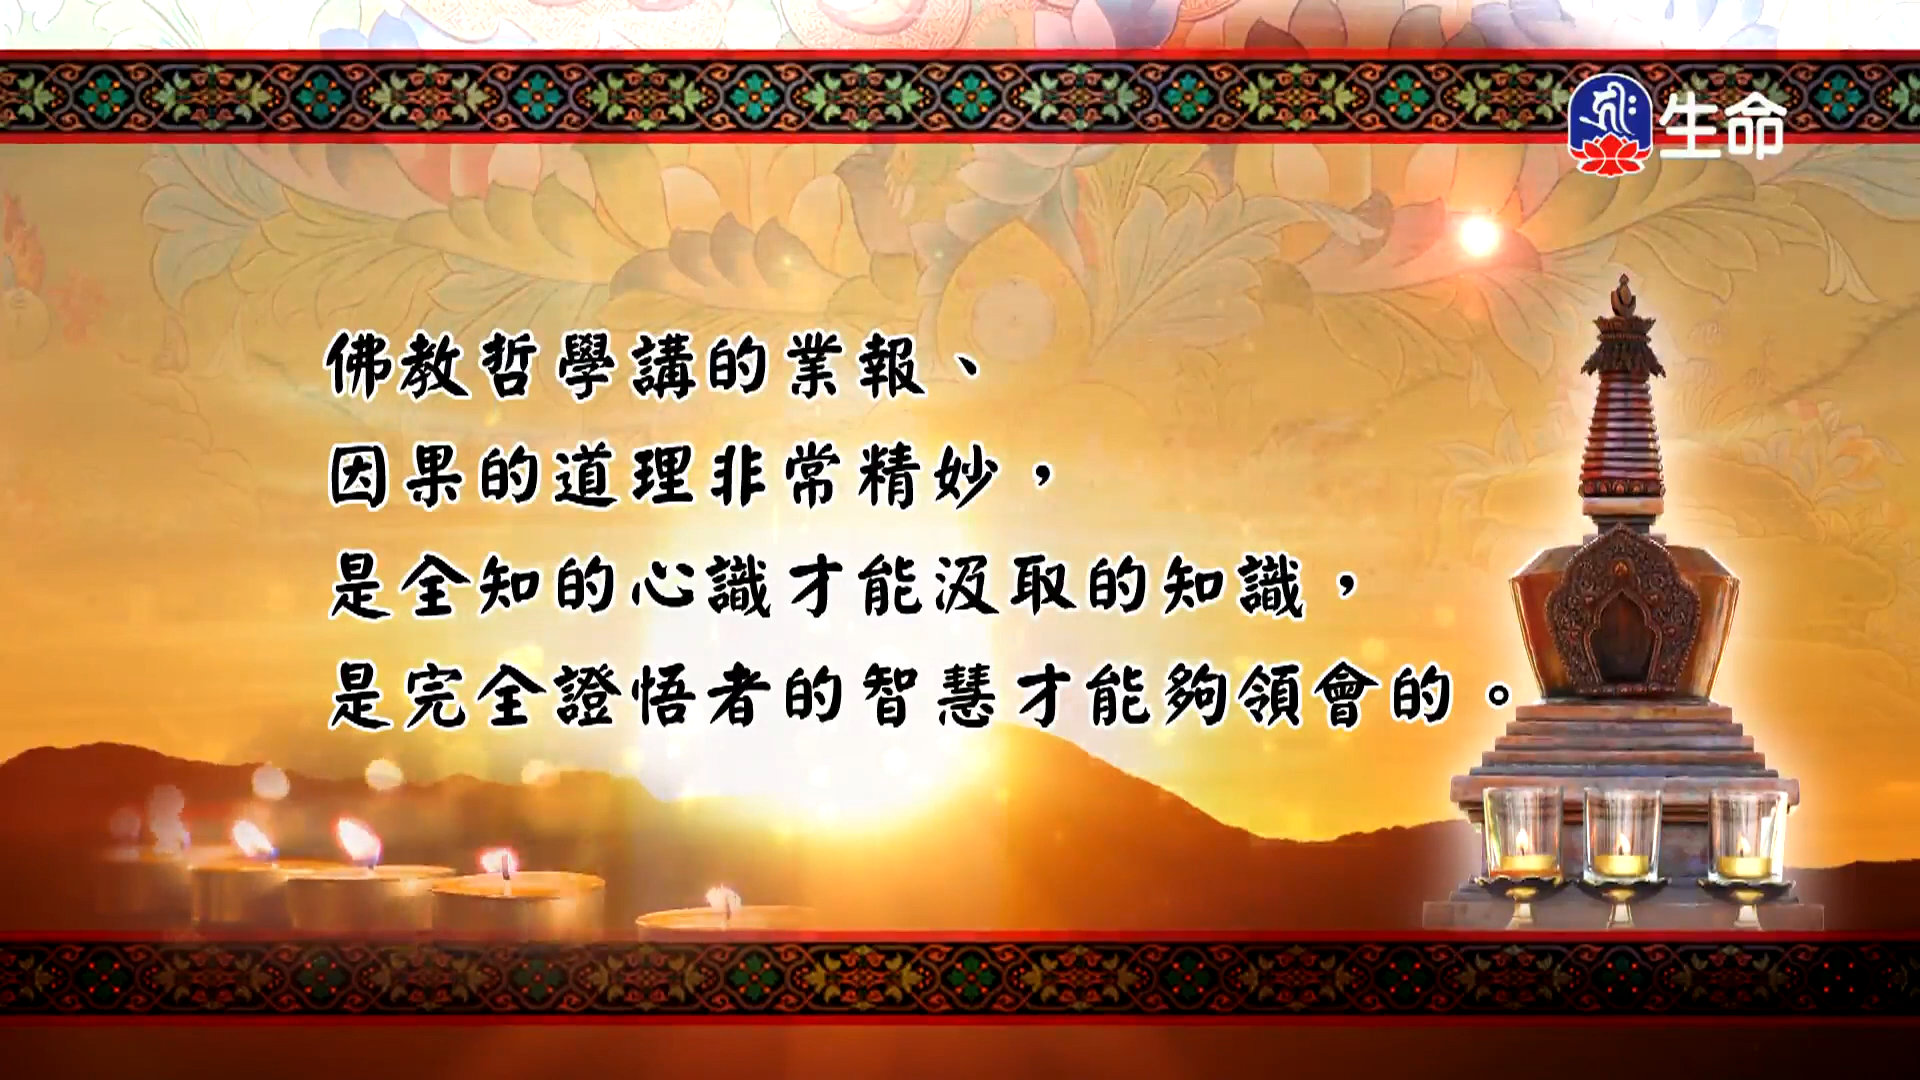 生命
佛教哲學講的業報、
因果的道理非常精妙，
是全知的心識才能汲取的知識，
是完全證悟者的智慧才能夠領會的。